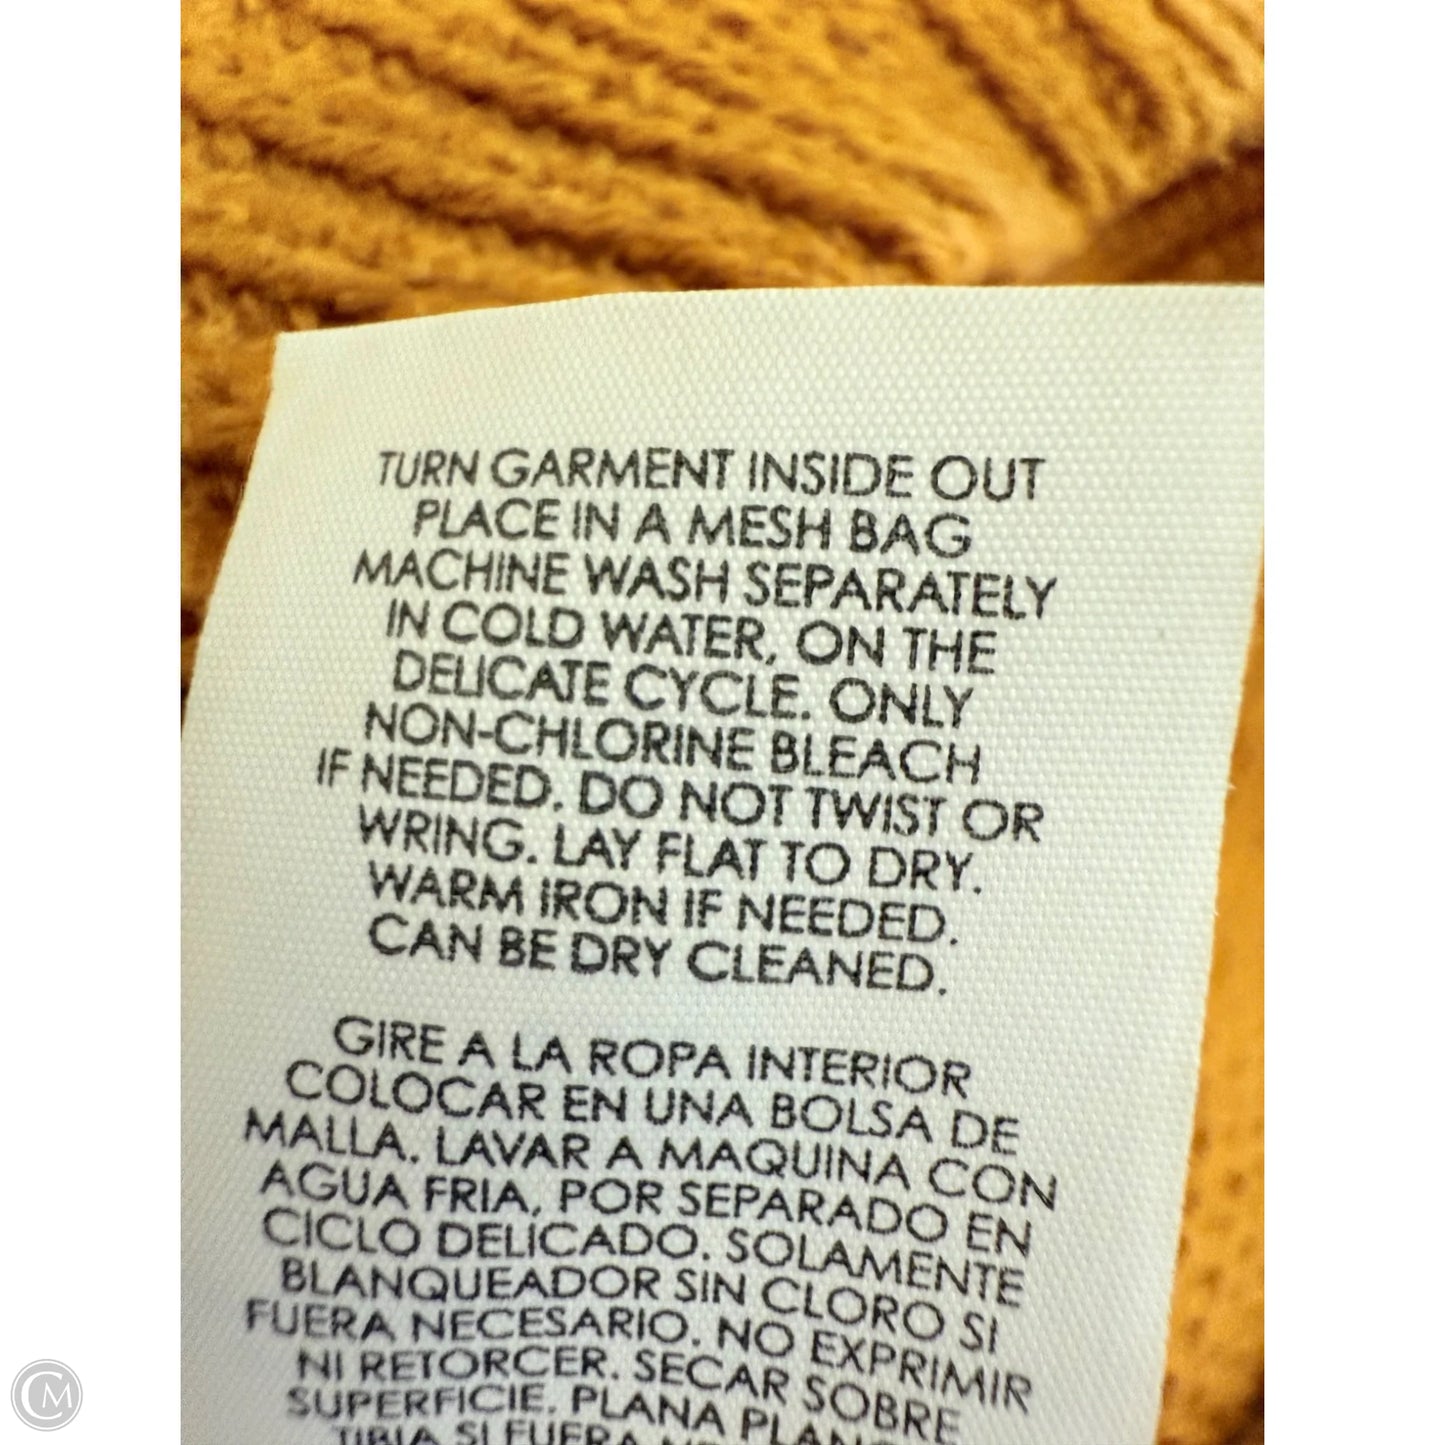 TURN GARMENT INSIDE OUT
PLACE IN A MESH BAG
MACHINE WASH SEPARATELY
IN COLD WATER, ON THE
DELICATE CYCLE. ONLY
NON-CHLORINE BLEACH
IF NEEDED. DO NOT TWIST OR
WRING. LAY FLAT TO DRY.
WARM IRON IF NEEDED.
CAN BE DRY CLEANED.
GIRE A LA ROPA INTERIOR
COLOCAR EN UNA BOLSA DE
MALLA. LAVAR A MAQUINA CON
AGUA FRIA, POR SEPARADO EN
CICLO DELICADO. SOLAMENTE
BLANQUEADOR SIN CLORO SI
FUERA NECESARIO. NO EXPRIMIR
NI RETORCER. SECAR SOBRE
SUPERFICIE. PLANA
TIBIA SI FUERA
CM